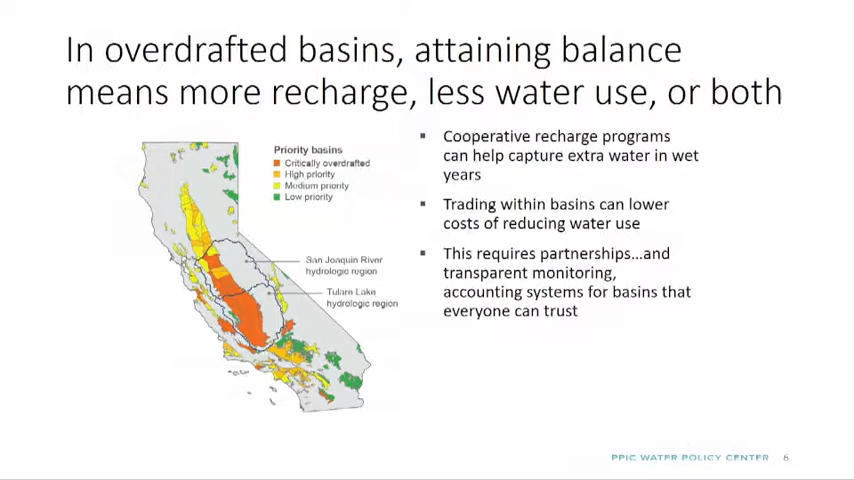 In overdrafted basins, attaining balance
means more recharge, less water use, or both
Priority basins
Critically overdrafted
High priority
Medium priority
Low priority
San Joaquin River
hydrologic region
Tulare Lake
hydrologic region
▪ Cooperative recharge programs
can help capture extra water in wet
years
▪ Trading within basins can lower
costs of reducing water use
▪ This requires partnerships…and
transparent monitoring,
accounting systems for basins that
everyone can trust
PPIC WATER POLICY CENTER 6